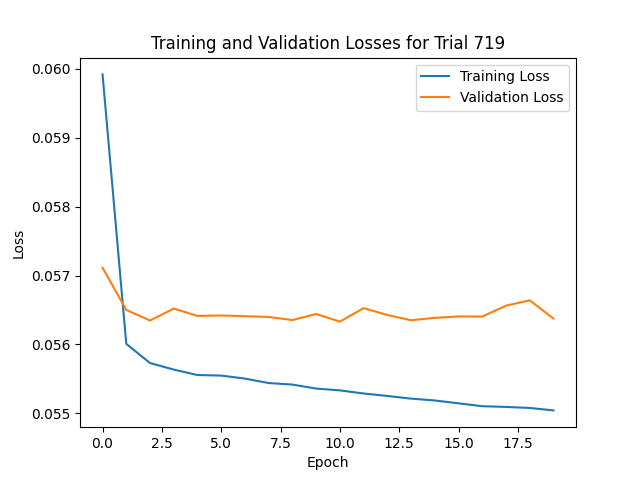 Training and Validation Losses for Trial 719
Training Loss
Validation Loss
Loss
0.060
0.059
0.058
0.057
0.056
0.055
0.0 2.5 5.0 7.5 10.0 12.5 15.0 17.5
Epoch